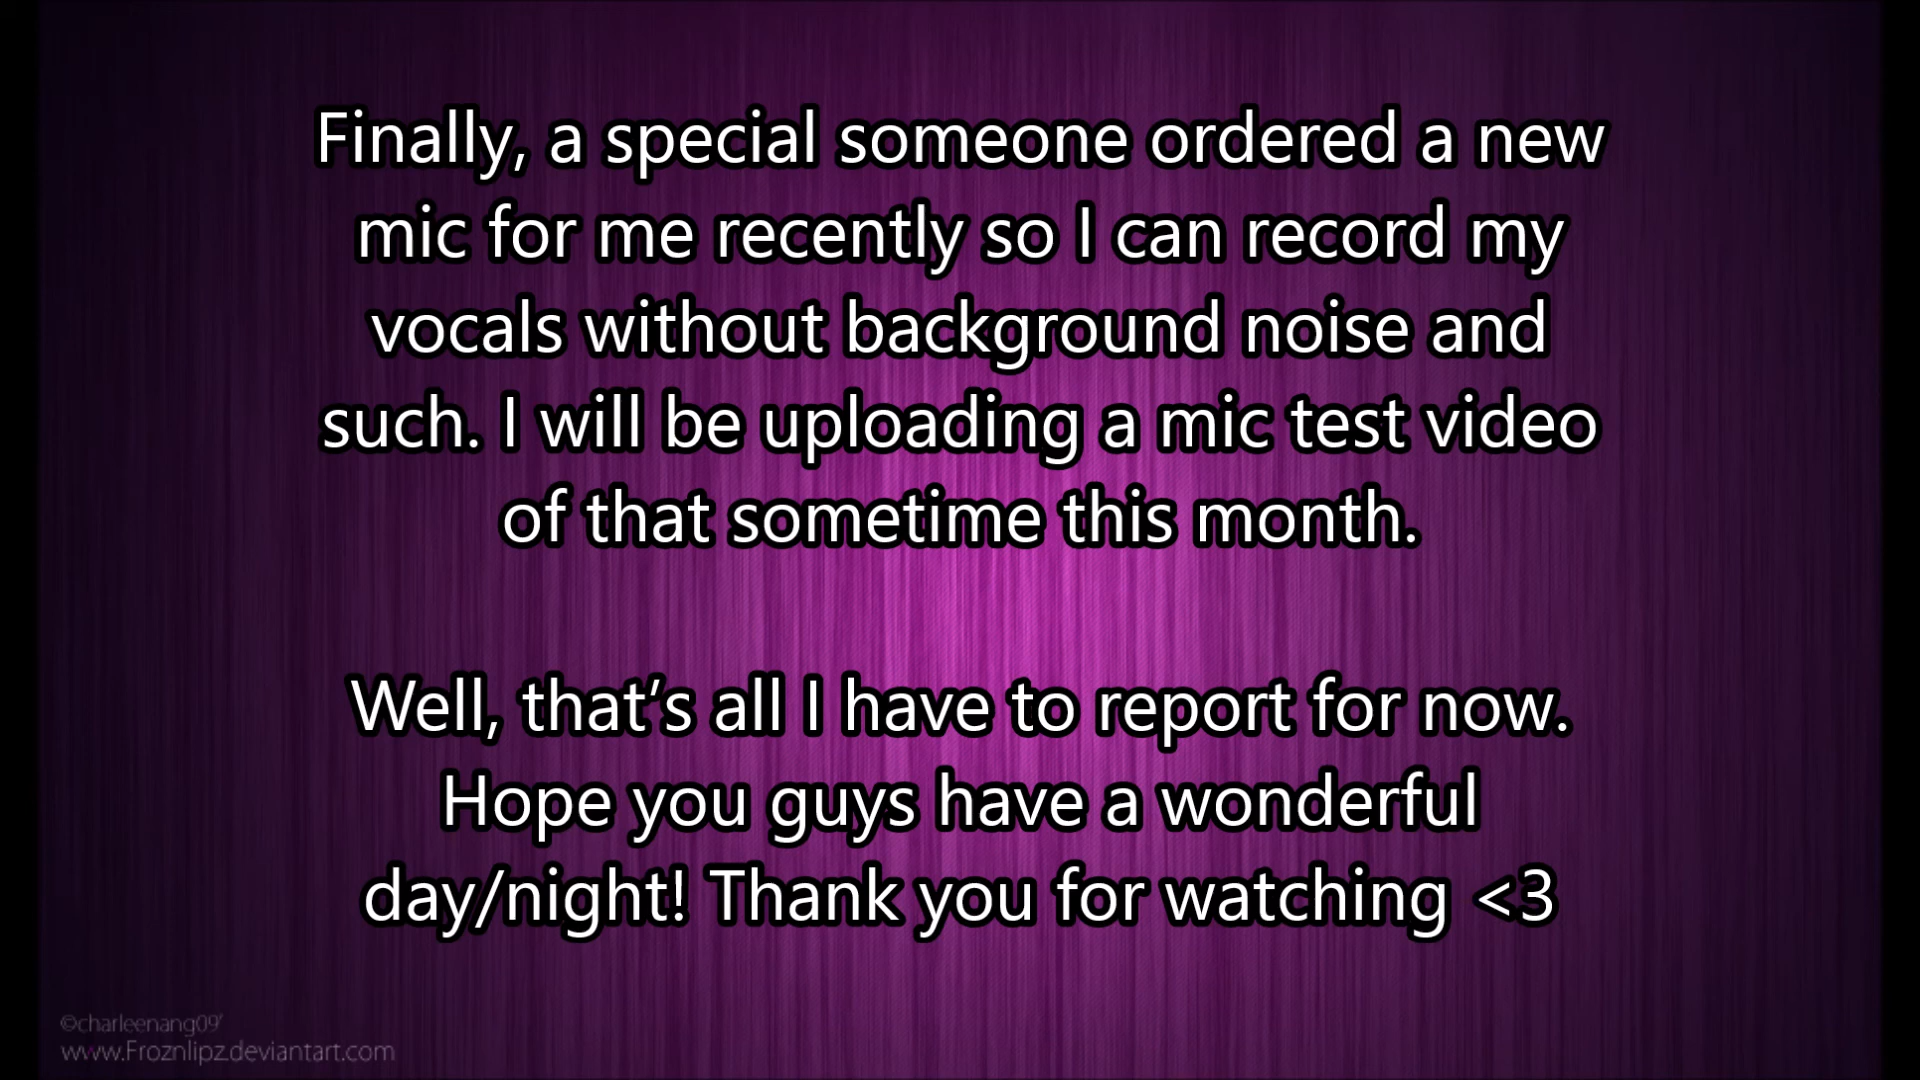 Finally, a special someone ordered a new
mic for me recently so I can record my
vocals without background noise and
such. I will be uploading a mic test video
of that sometime this month.
Well, that’s all I have to report for now.
Hope you guys have a wonderful
day/night! Thank you for watching <3
©charleenang09'
www.Froznlipz.deviantart.com